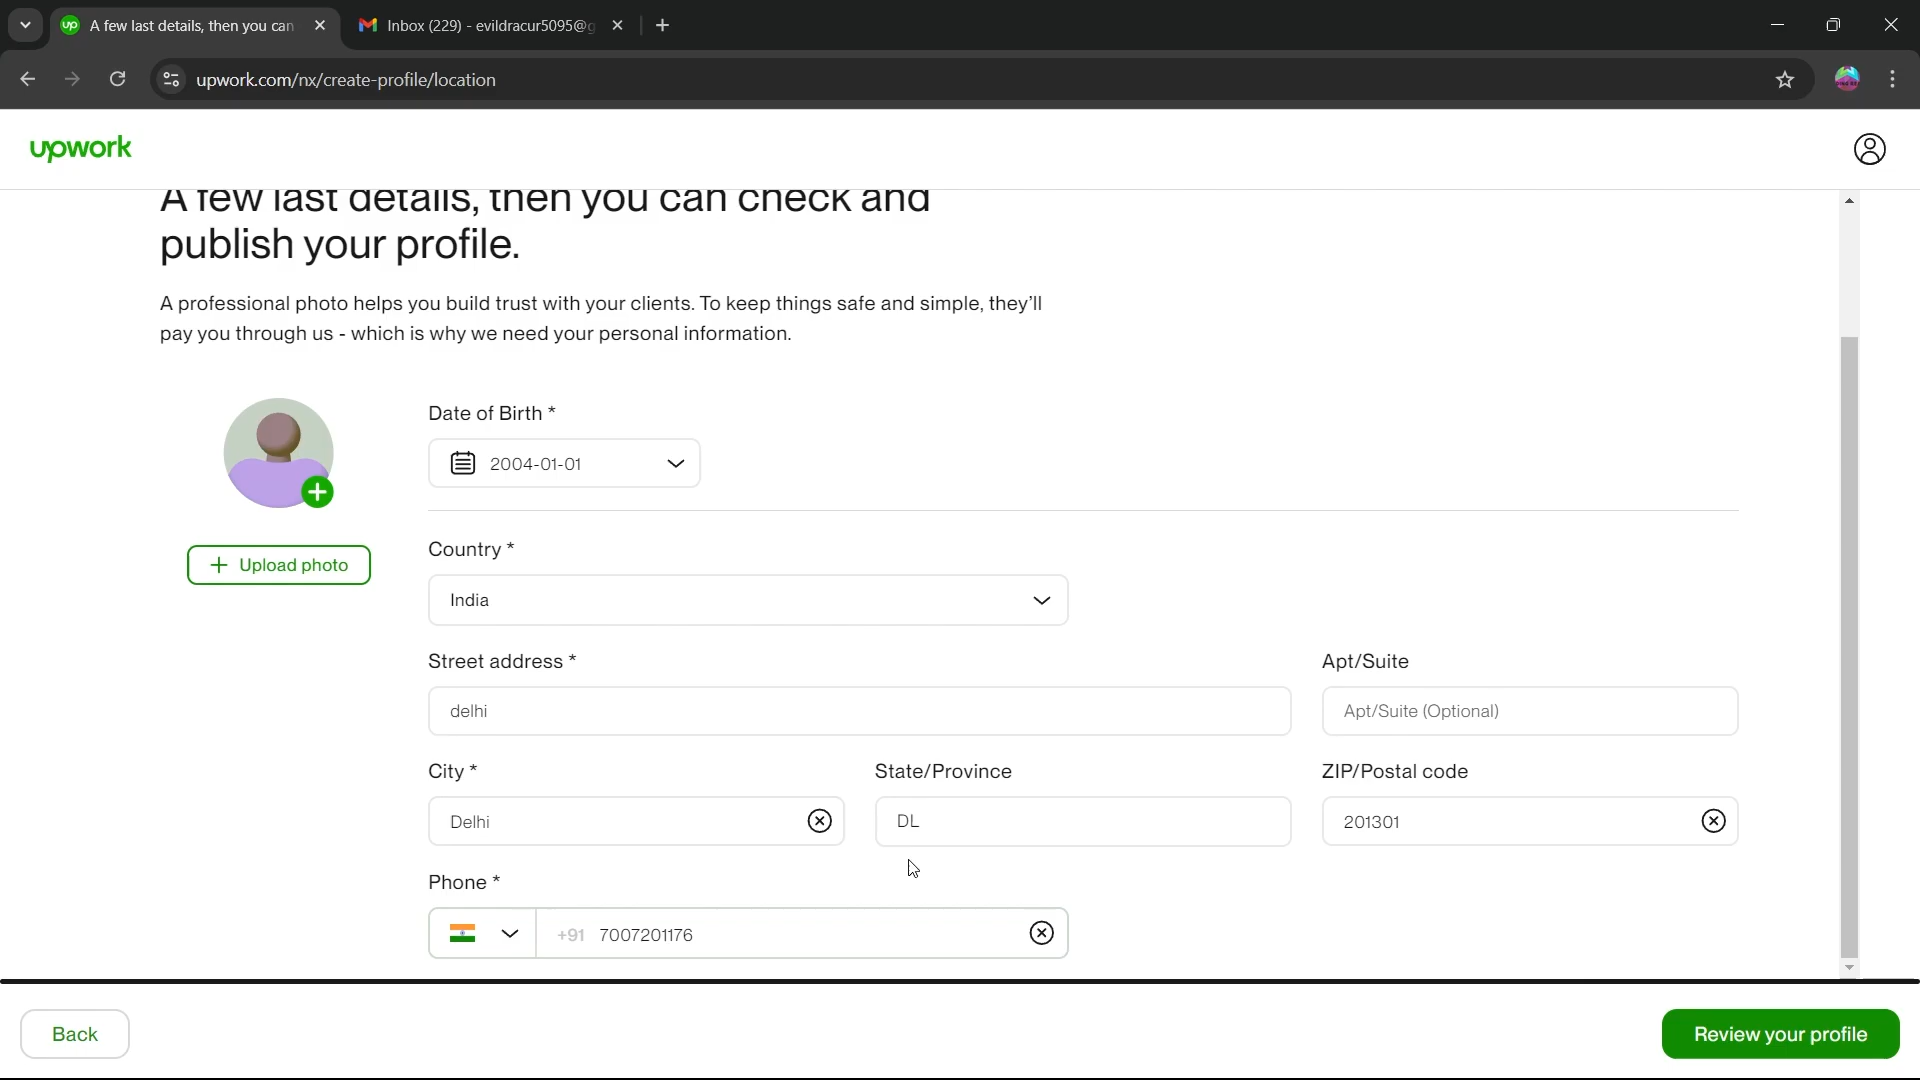 A few last details, then you can
Inbox (229) - evildracur5095@g
upwork.com/nx/create-profile/location
upwork
A few last details, then you can check and
publish your profile.
A professional photo helps you build trust with your clients. To keep things safe and simple, they'll
pay you through us - which is why we need your personal information.
Date of Birth *
2004-01-01
Upload photo
Country *
India
Street address *
Apt/Suite
delhi
Apt/Suite (Optional)
City *
State/Province
ZIP/Postal code
Delhi
DL
201301
Phone *
+91 7007201176
Back
Review your profile